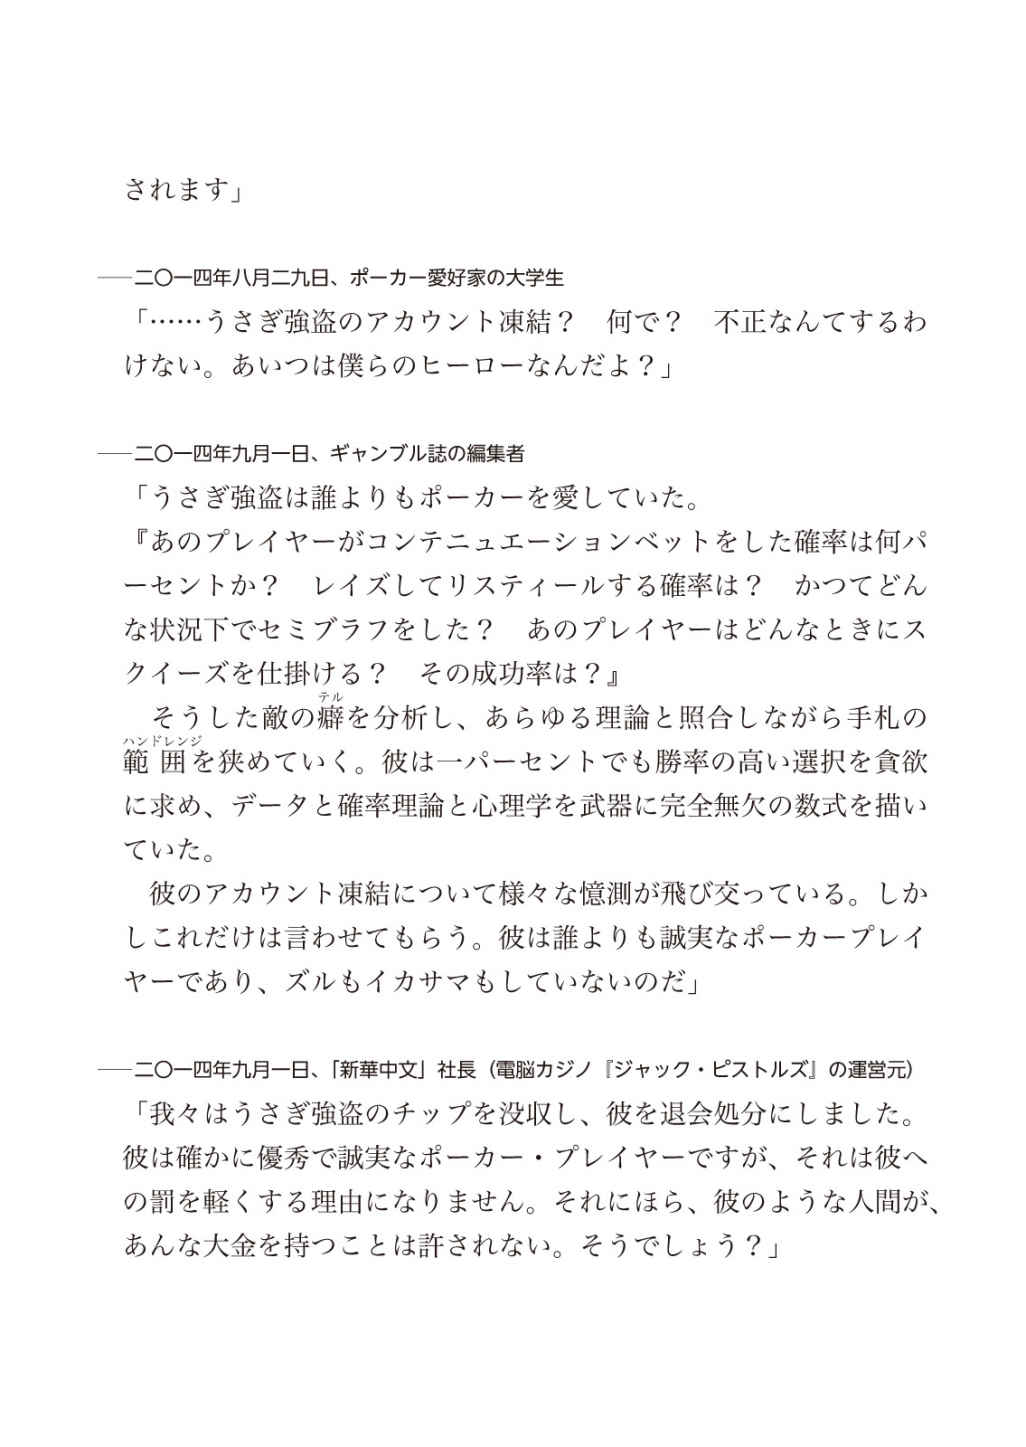 されます」
――二〇一四年八月二九日、ポーカー愛好家の大学生
「……うさぎ強盗のアカウント凍結？　何で？　不正なんてするわ
けない。あいつは僕らのヒーローなんだよ？」
――二〇一四年九月一日、ギャンブル誌の編集者
「うさぎ強盗は誰よりもポーカーを愛していた。
『あのプレイヤーがコンテニュエーションベットをした確率は何パ
ーセントか？　レイズしてリスティールする確率は？　かつてどん
な状況下でセミブラフをした？　あのプレイヤーはどんなときにス
クイーズを仕掛ける？　その成功率は？』
テル
　そうした敵の癖を分析し、あらゆる理論と照合しながら手札の
ハンドレンジ
範囲を狭めていく。彼は一パーセントでも勝率の高い選択を貪欲
に求め、データと確率理論と心理学を武器に完全無欠の数式を描い
ていた。
　彼のアカウント凍結について様々な憶測が飛び交っている。しか
しこれだけは言わせてもらう。彼は誰よりも誠実なポーカープレイ
ヤーであり、ズルもイカサマもしていないのだ」
――二〇一四年九月一日、「新華中文」社長（電脳カジノ『ジャック・ピストルズ』の運営元）
「我々はうさぎ強盗のチップを没収し、彼を退会処分にしました。
彼は確かに優秀で誠実なポーカー・プレイヤーですが、それは彼へ
の罰を軽くする理由になりません。それにほら、彼のような人間が、
あんな大金を持つことは許されない。そうでしょう？」